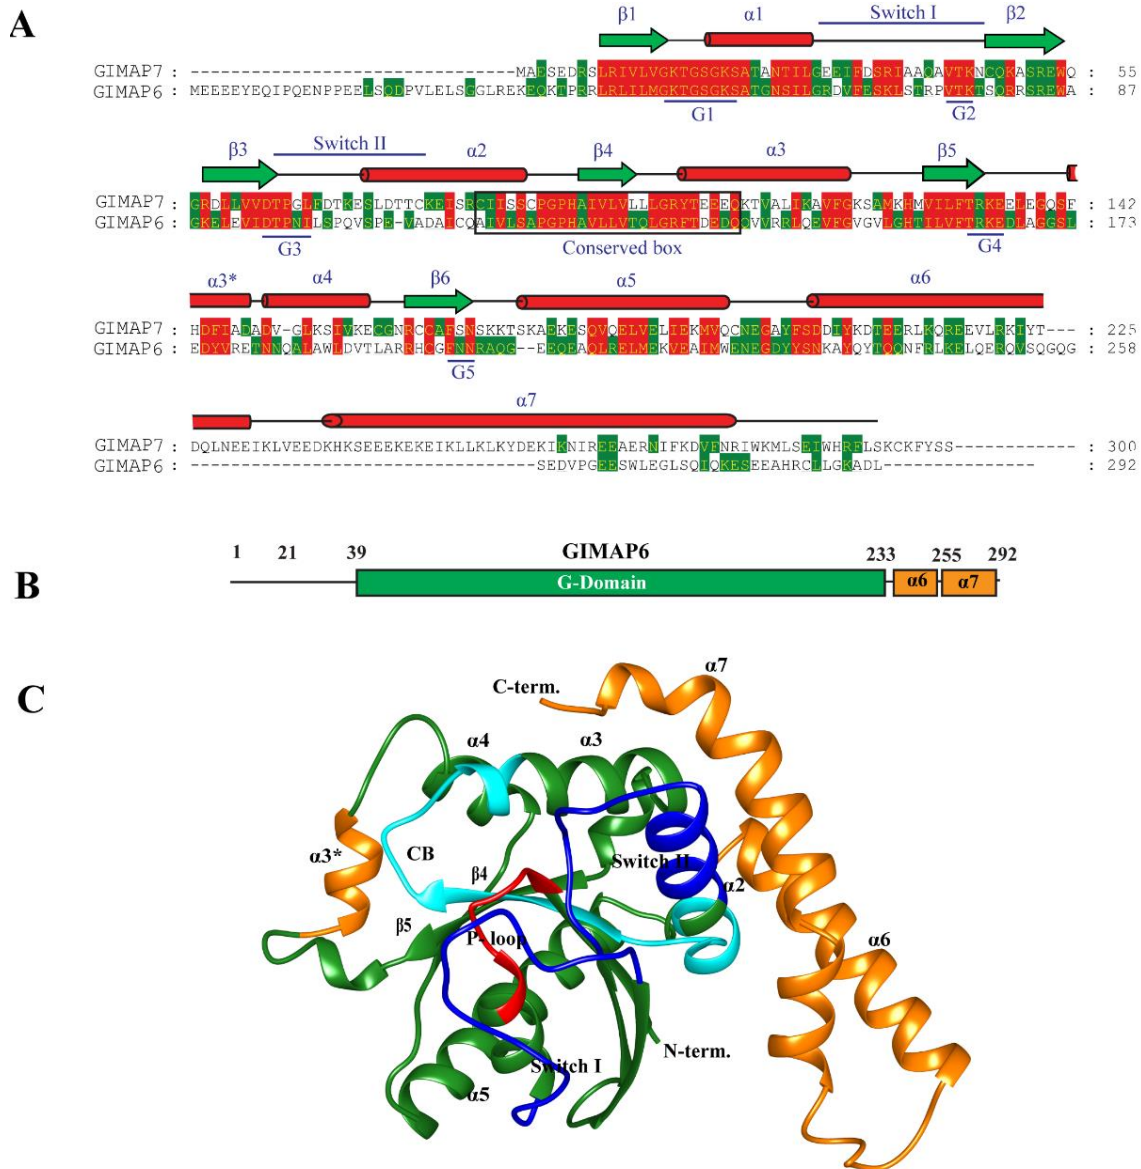 A
β1 α1 Switch I β2
GIMAP7 : --------------------------------MAESEDRSLRIVLVGKTGSGKSATANTILGEEIFDSRIAAQAVTKNCQKASREWQ : 55
GIMAP6 : MEEEEYEQIPQENPPEELSQDPVLELSGGLREKEQKTPRRLRLILMGKTGSGKSATGNSILGRDVFESKLSTRPVTKTSQRRSREWA : 87
G1 G2
β3 Switch II α2 β4 α3 β5
GIMAP7 : GRDLLVVDTPGLFDTKESLDTTCKEISRCIISSCPGPHAIVLVLLLGRYTEEEQKTVALIKAVFGKSAMKHMVILFTRKEELEGQSF : 142
GIMAP6 : GKELEVIDTPNILSPQVSPE-VADAICQAIVLSAPGPHAVLLVTQLGRFTDEDQQVVRRLQEVFGVGVLGHTILVFTRKEDLAGGSL : 173
G3 Conserved box G4
α3* α4 β6 α5 α6
GIMAP7 : HDFIADADV-GLKSIVKECGNRCCAFSNSKKTSKAEKESQVQELVELIEKMVQCNEGAYFSDDIYKDTEERLKQREEVLRKIYT--- : 225
GIMAP6 : EDYVRETNNQALAWLDVTLARRHCGFNNRAQG--EEQEAQLRELMEKVEAIMWENEGDYYSNKAYQYTQQNFRLKELQERQVSQGQG : 258
G5
α7
GIMAP7 : DQLNEEIKLVEEDKHKSEEEKEKEIKLLKLKYDEKIKNIREEAERNIFKDVFNRIWKMLSEIWHRFLSKCKFYSS------------ : 300
GIMAP6 : ----------------------------------SEDVPGEESWLEGLSQIQKESEEAHRCLLGKADL--------------- : 292
B
1 21 39 GIMAP6 233 255 292
G-Domain α6 α7
C
α7
C-term.
α4 α3
α3* CB Switch II
β4 α2
β5 P- loop α6
N-term.
Switch I
α5